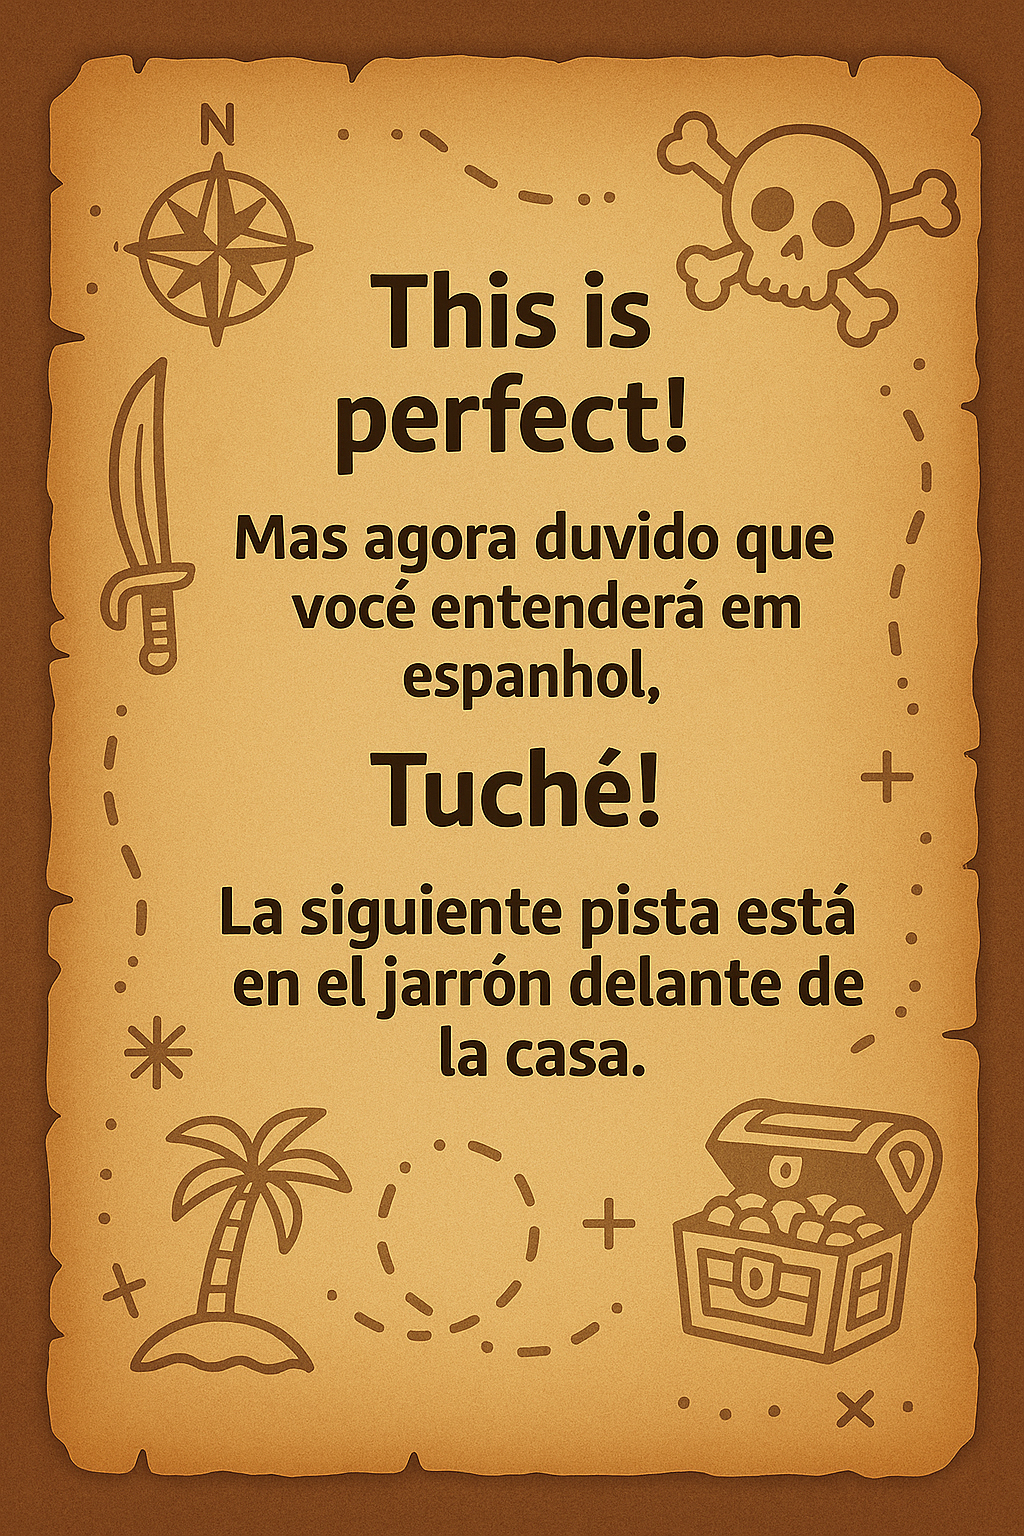 N
This is
perfect!
Mas agora duvido que
vocé entenderá em
espanhol,
Tuché!
La siguiente pista está
en el jarrón delante de
la casa.